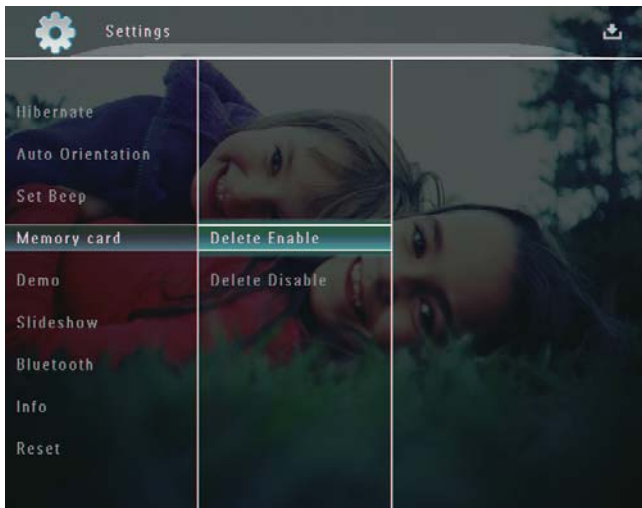 Settings
Hibernate
Auto Orientation
Set Beep
Memory card
Delete Enable
Demo
Delete Disable
Slideshow
Bluetooth
Info
Reset